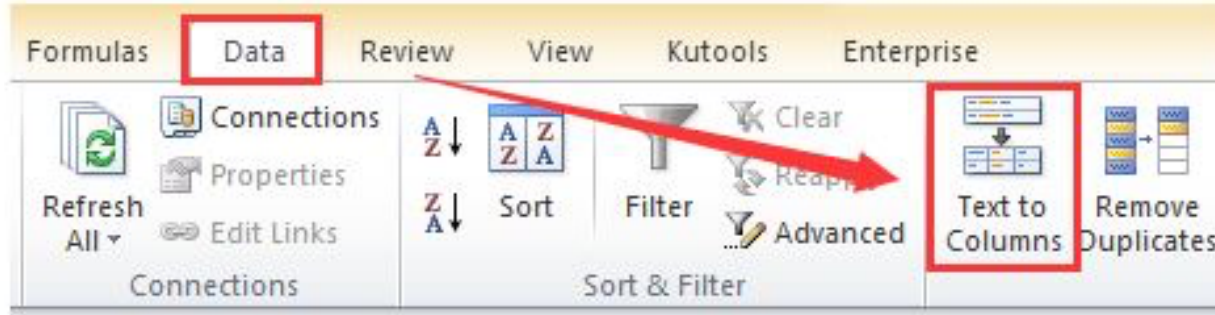 Formulas Data Review View Kutools Enterprise
Connections
Properties
Edit Links
Refresh
All
Connections
Sort
Filter
Clear
Advanced
Sort & Filter
Text to
Columns
Remove
Duplicates